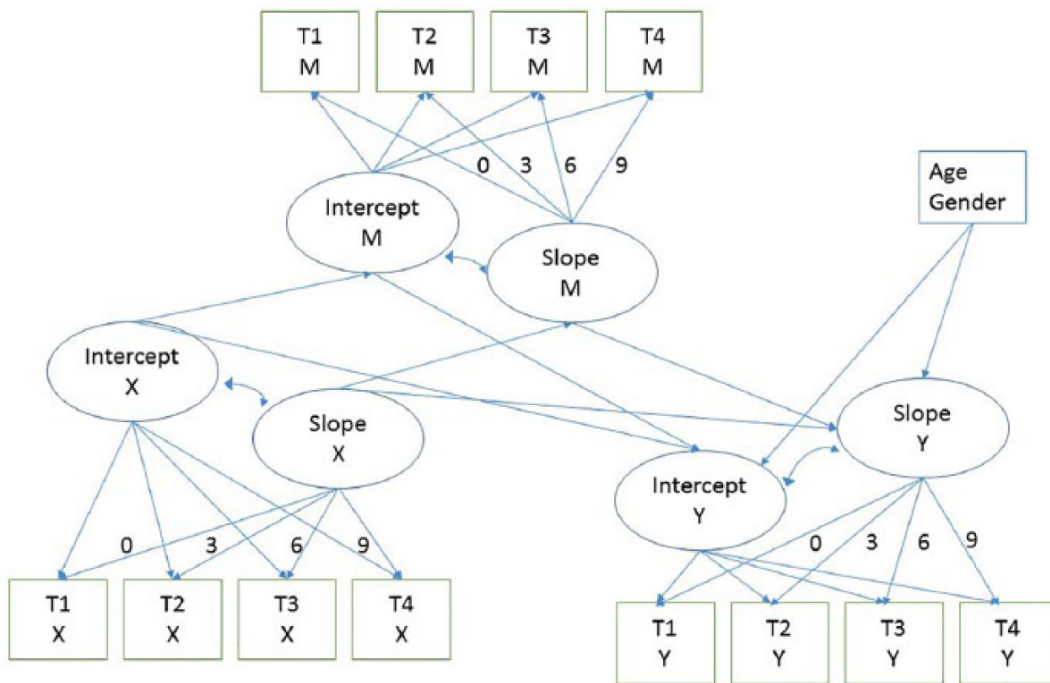 T1
M
T2
M
T3
M
T4
M
0
3
6
9
Age
Gender
Intercept
M
Slope
M
Intercept
X
Slope
X
Slope
Y
Intercept
Y
0
3
6
9
0
3
6
9
T1
X
T2
X
T3
X
T4
X
T1
Y
T2
Y
T3
Y
T4
Y